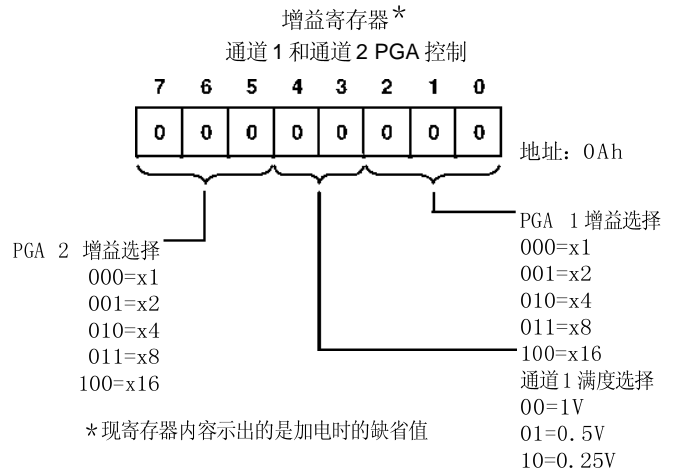 增益寄存器*
通道1和通道2 PGA 控制
7 6 5 4 3 2 1 0
0 0 0 0 0 0 0 0
地址: 0Ah
PGA 2 增益选择
000=x1
001=x2
010=x4
011=x8
100=x16
PGA 1增益选择
000=x1
001=x2
010=x4
011=x8
100=x16
通道1满度选择
00=1V
01=0.5V
10=0.25V
*现寄存器内容示出的是加电时的缺省值